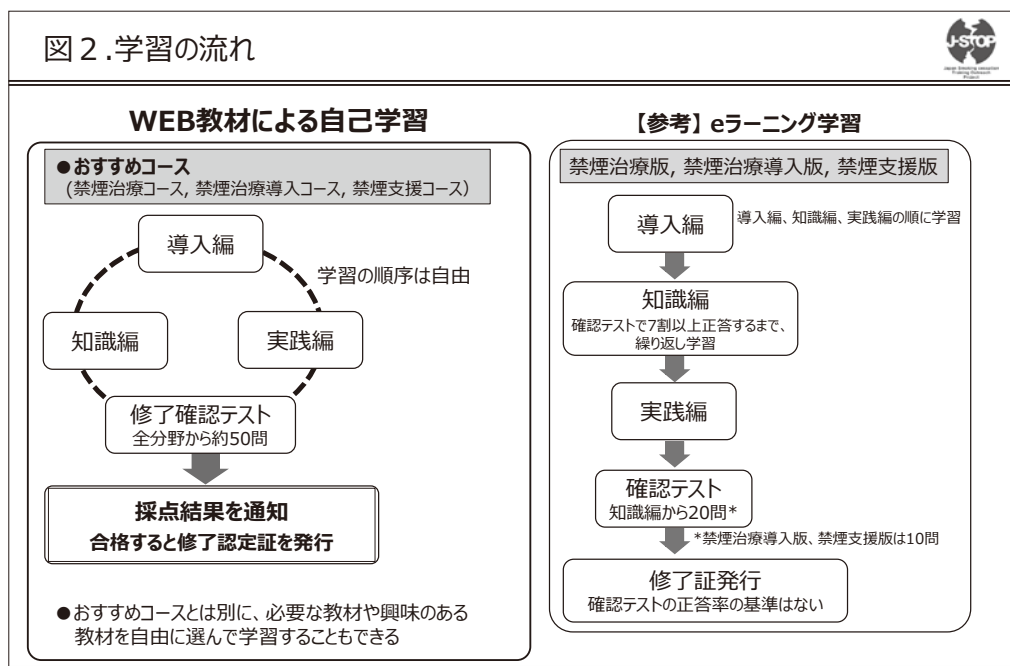 図２.学習の流れ
J-STOP
Japan Smoking Cessation
Training Outreach
Project
WEB教材による自己学習
●おすすめコース
(禁煙治療コース, 禁煙治療導入コース, 禁煙支援コース)
導入編
学習の順序は自由
知識編
実践編
修了確認テスト
全分野から約50問
採点結果を通知
合格すると修了認定証を発行
●おすすめコースとは別に、必要な教材や興味のある
教材を自由に選んで学習することもできる
【参考】eラーニング学習
禁煙治療版, 禁煙治療導入版, 禁煙支援版
導入編
導入編、知識編、実践編の順に学習
知識編
確認テストで7割以上正答するまで、
繰り返し学習
実践編
確認テスト
知識編から20問*
*禁煙治療導入版、禁煙支援版は10問
修了証発行
確認テストの正答率の基準はない